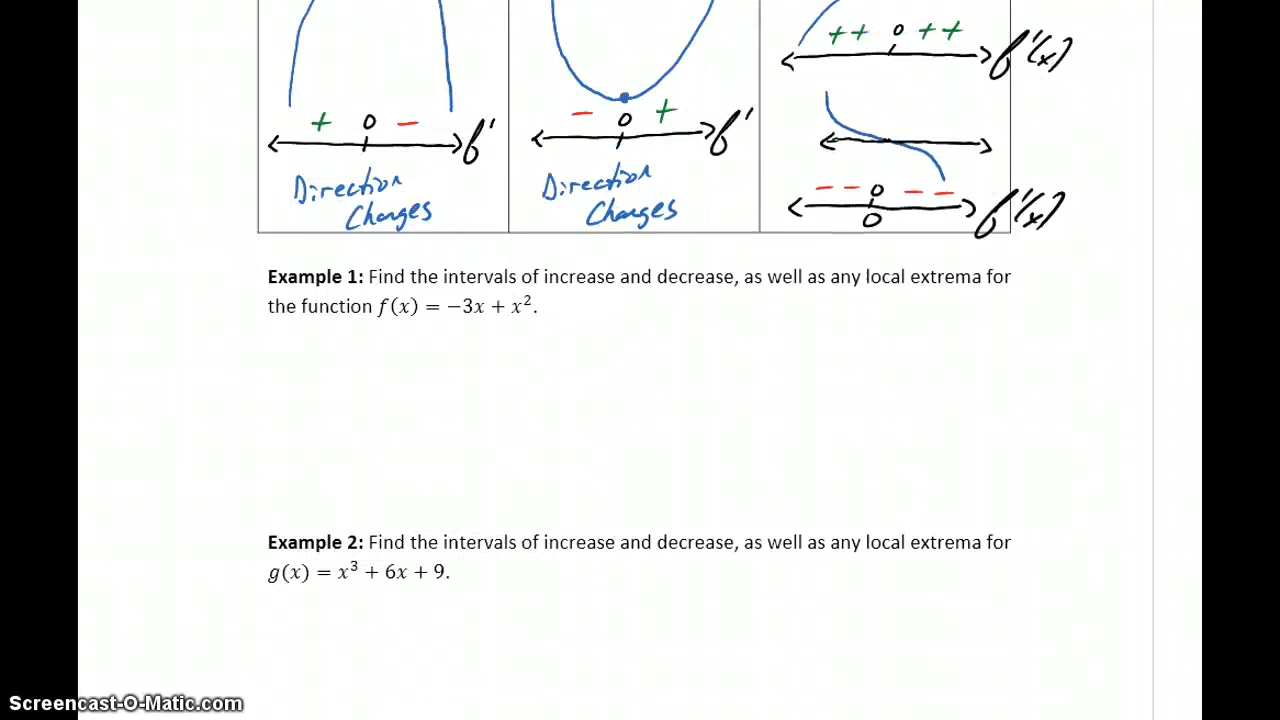 ++ 0 ++
f'(x)
+ 0 − f'
− 0 + f'
Direction
Changes
Direction
Changes
− − 0 − −
0
f'(x)
Example 1: Find the intervals of increase and decrease, as well as any local extrema for
the function f(x) = −3x + x².
Example 2: Find the intervals of increase and decrease, as well as any local extrema for
g(x) = x³ + 6x + 9.
Screencast-O-Matic.com